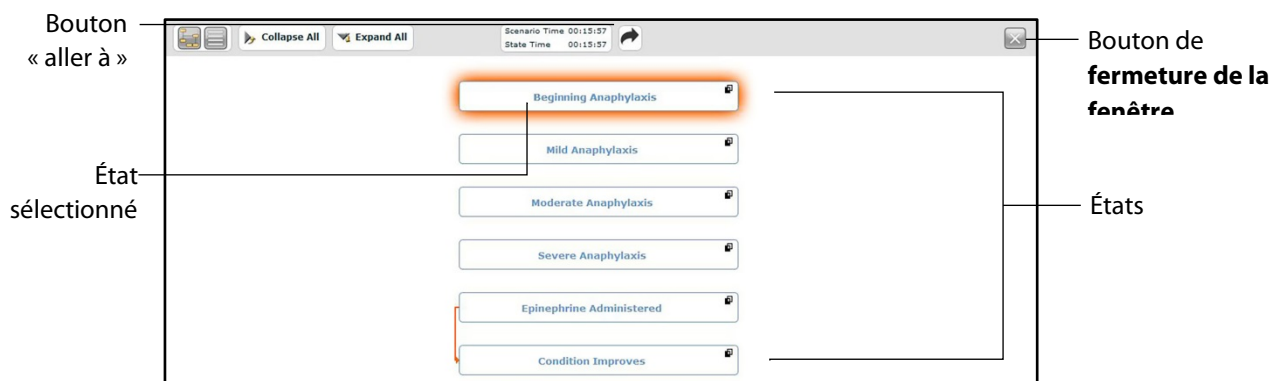 Bouton
« aller à »
Collapse All
Expand All
Scenario Time 00:15:57
State Time 00:15:57
Bouton de
fermeture de la
fenêtre
Beginning Anaphylaxis
Mild Anaphylaxis
État
sélectionné
Moderate Anaphylaxis
États
Severe Anaphylaxis
Epinephrine Administered
Condition Improves